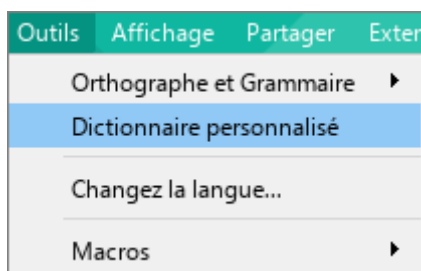 Outils Affichage Partager Exter
Orthographe et Grammaire
Dictionnaire personnalisé
Changez la langue...
Macros